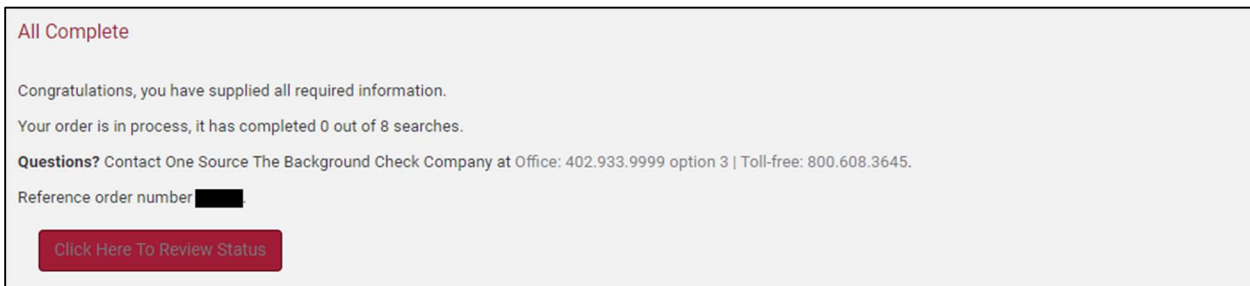 All Complete
Congratulations, you have supplied all required information.
Your order is in process, it has completed 0 out of 8 searches.
Questions? Contact One Source The Background Check Company at Office: 402.933.9999 option 3 | Toll-free: 800.608.3645.
Reference order number .
Click Here To Review Status